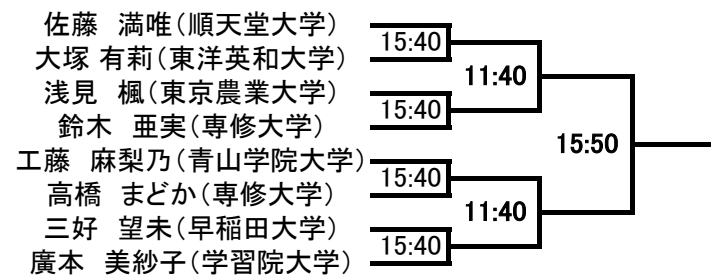 佐藤　満唯（順天堂大学）
15:40
大塚 有莉（東洋英和大学）
11:40
浅見　楓（東京農業大学）
15:40
鈴木　亜実（専修大学）
15:50
工藤　麻梨乃（青山学院大学）
15:40
高橋　まどか（専修大学）
11:40
三好　望未（早稲田大学）
15:40
廣本　美紗子（学習院大学）